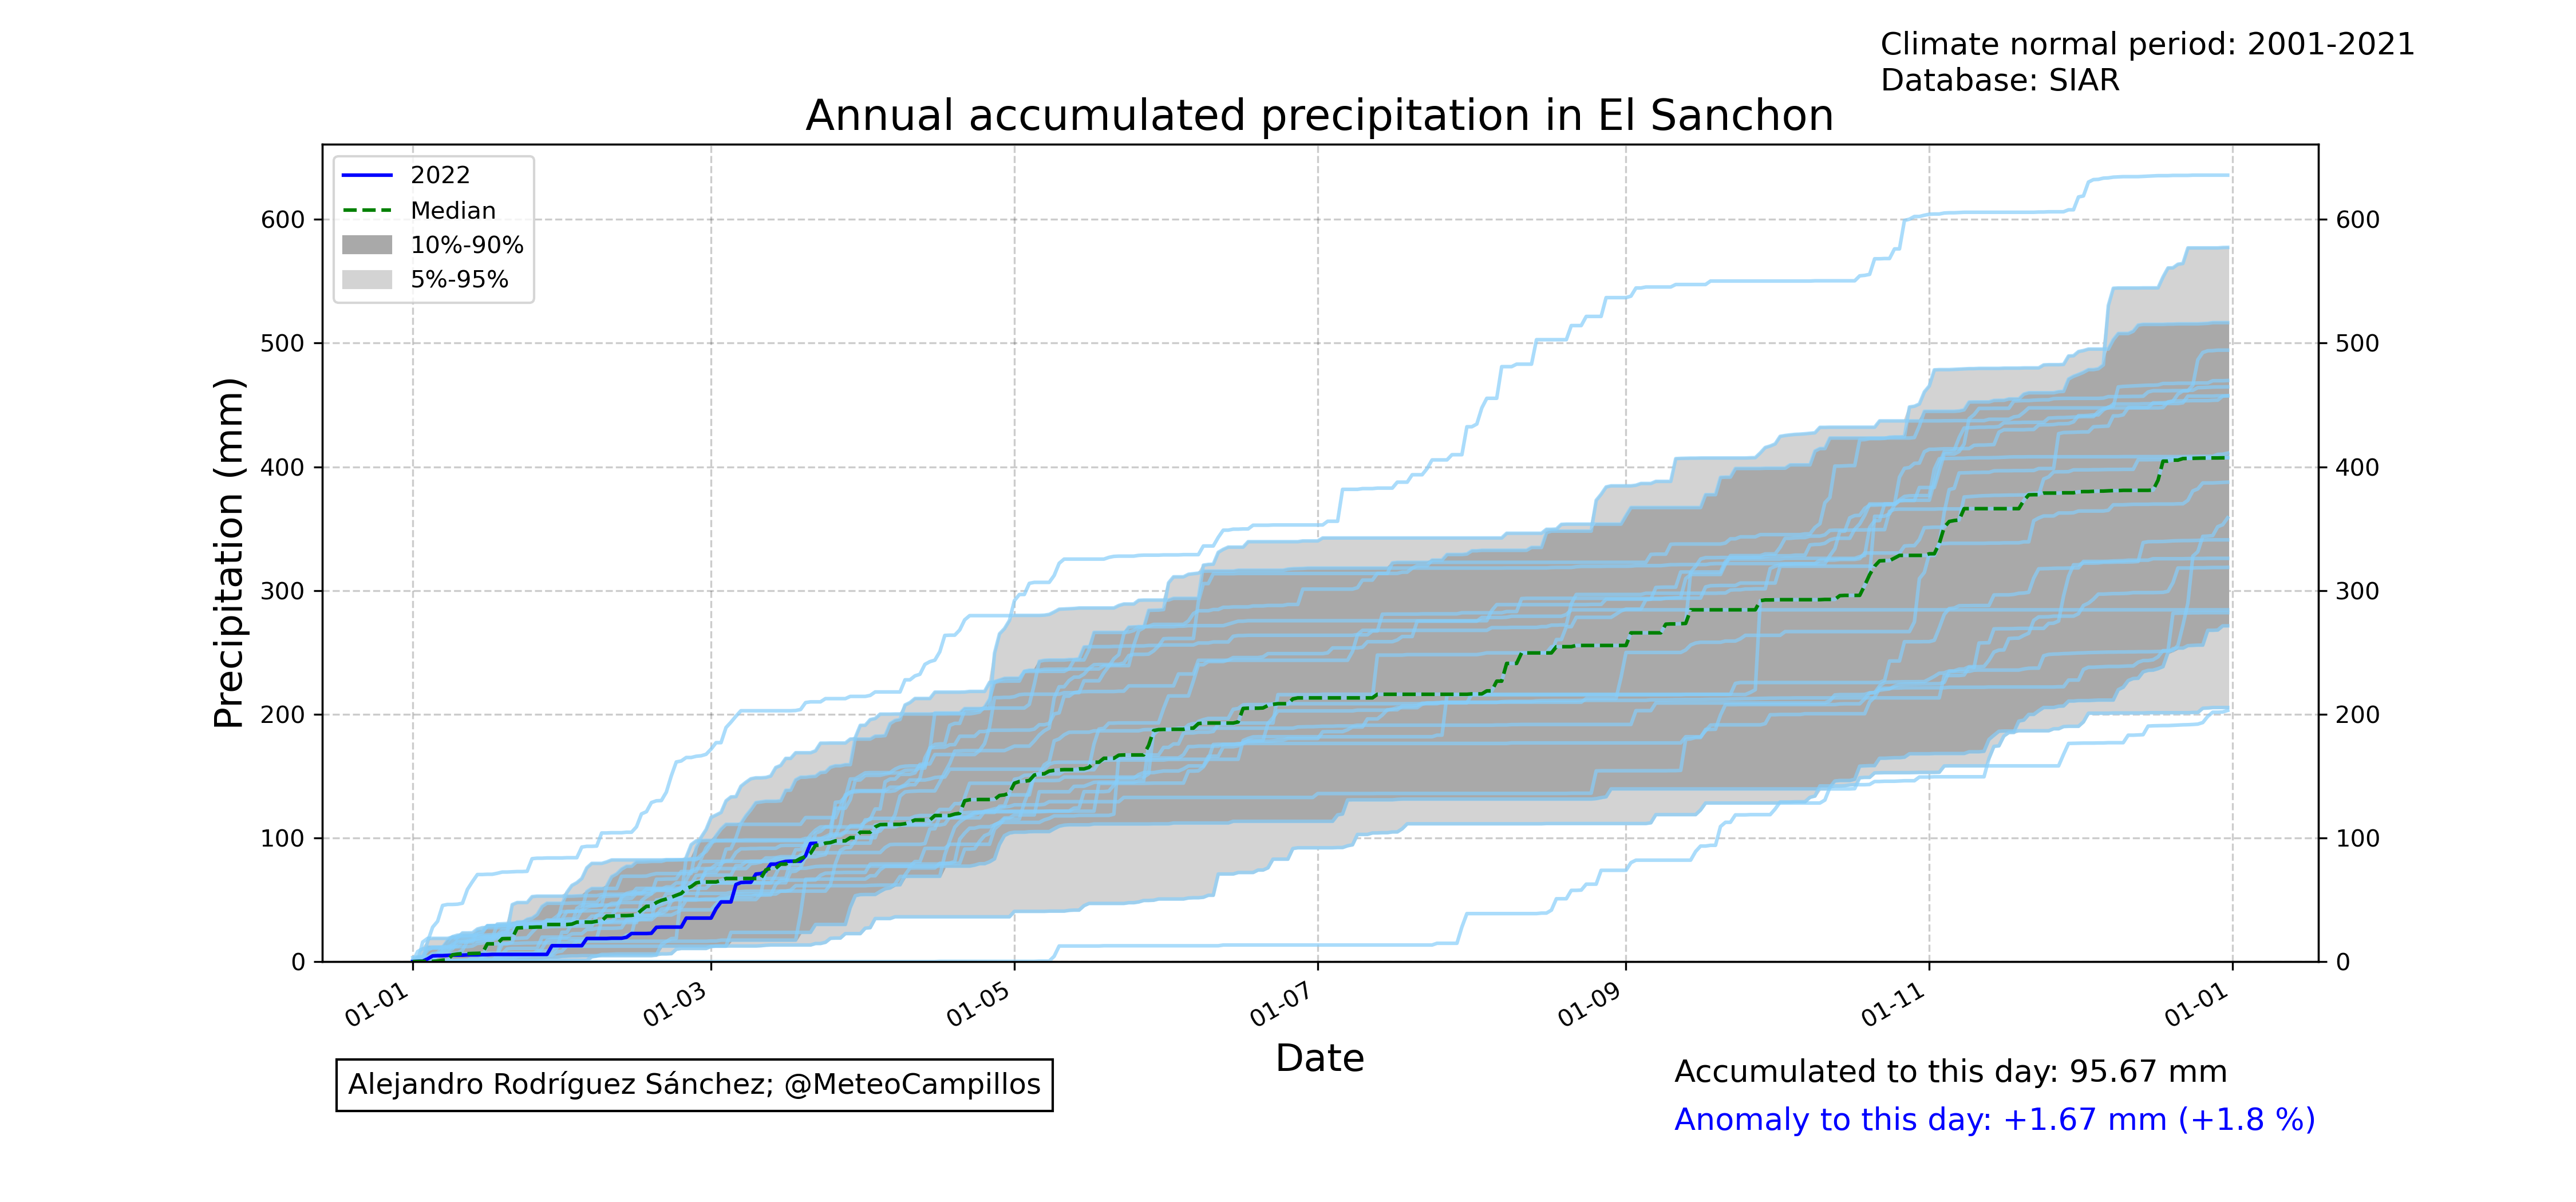 Climate normal period: 2001-2021
Database: SIAR
Annual accumulated precipitation in El Sanchon
2022
Median
10%-90%
5%-95%
Precipitation (mm)
600
500
400
300
200
100
0
600
500
400
300
200
100
0
01-01
01-03
01-05
01-07
01-09
01-11
01-01
Date
Alejandro Rodríguez Sánchez; @MeteoCampillos
Accumulated to this day: 95.67 mm
Anomaly to this day: +1.67 mm (+1.8 %)